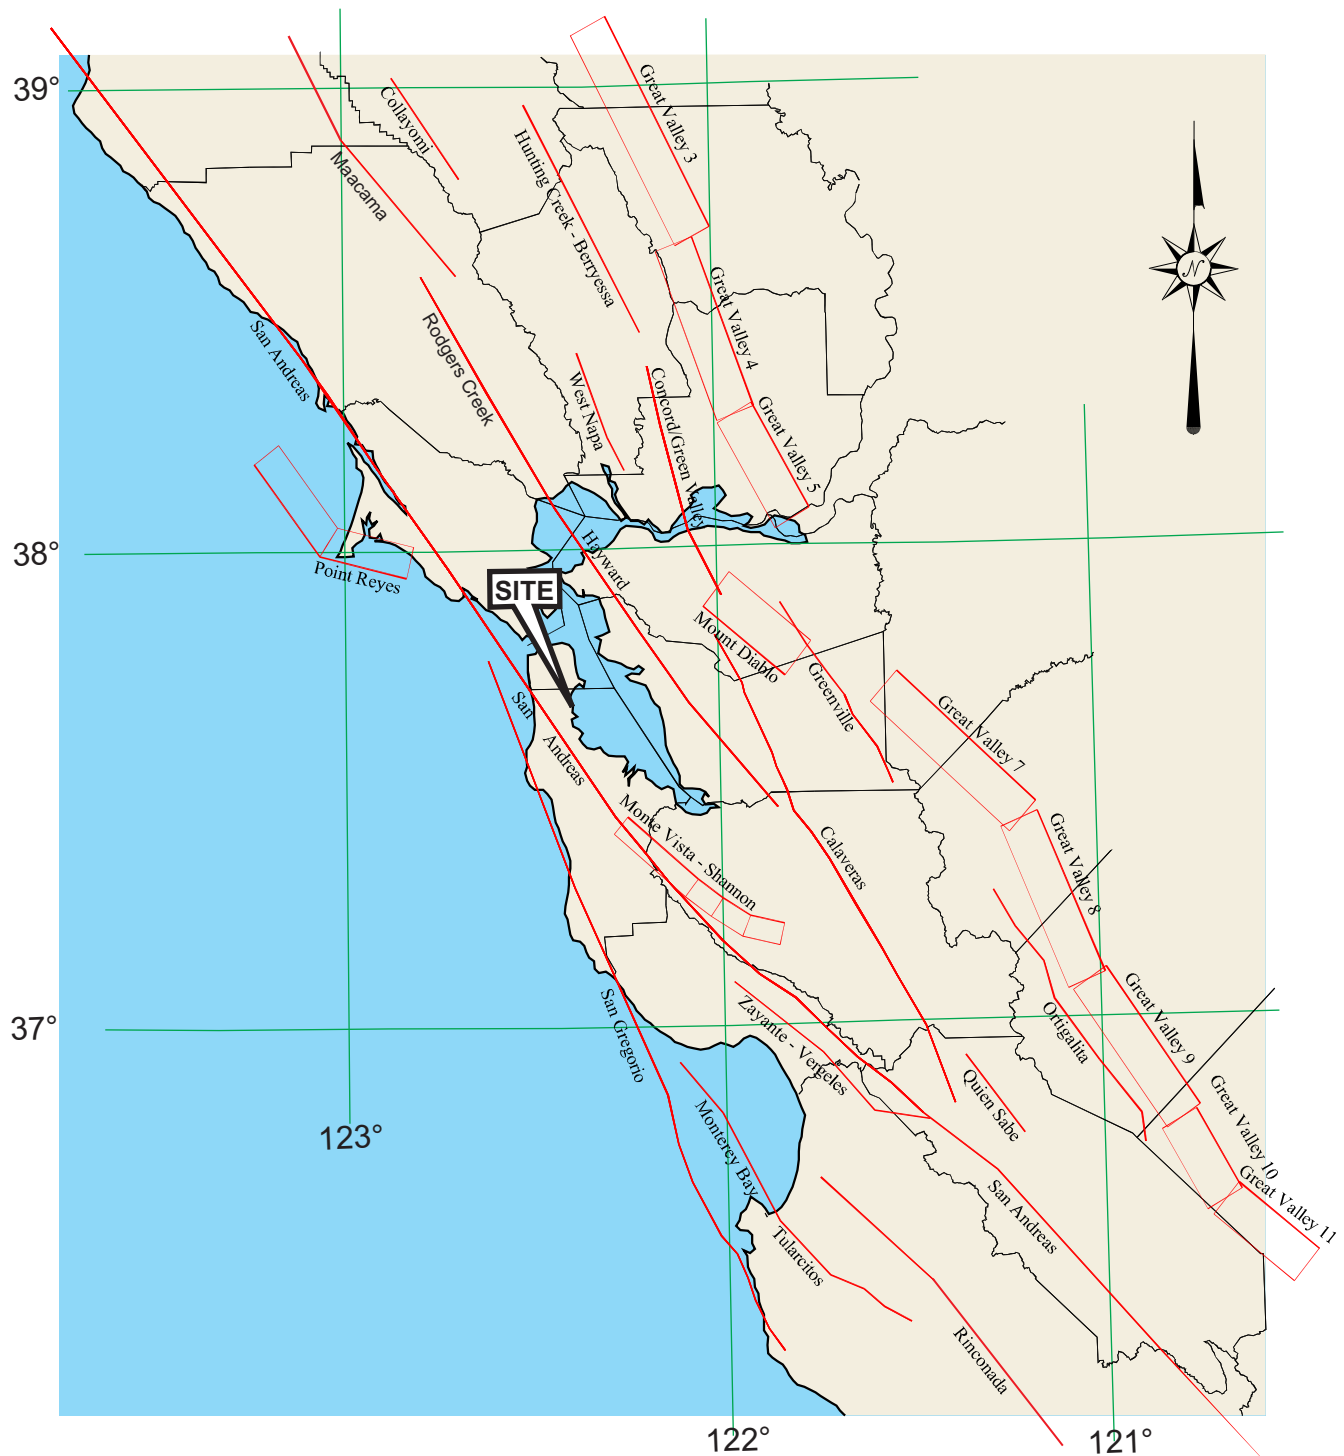 39°
Great Valley 3
Collayomi
Hunting Creek - Berryessa
Maacama
N
Great Valley 4
San Andreas
Rodgers Creek
West Napa
Concord/Green Valley
Great Valley 5
38°
Hayward
Point Reyes
SITE
Mount Diablo
Greenville
San
Andreas
Great Valley 7
Monte Vista - Shannon
Calaveras
Great Valley 8
37°
San Gregorio
Zayante - Vergeles
Ortigalita
Great Valley 9
Quien Sabe
Great Valley 10
123°
Monterey Bay
San Andreas
Great Valley 11
Tularcitos
Rinconada
122°
121°